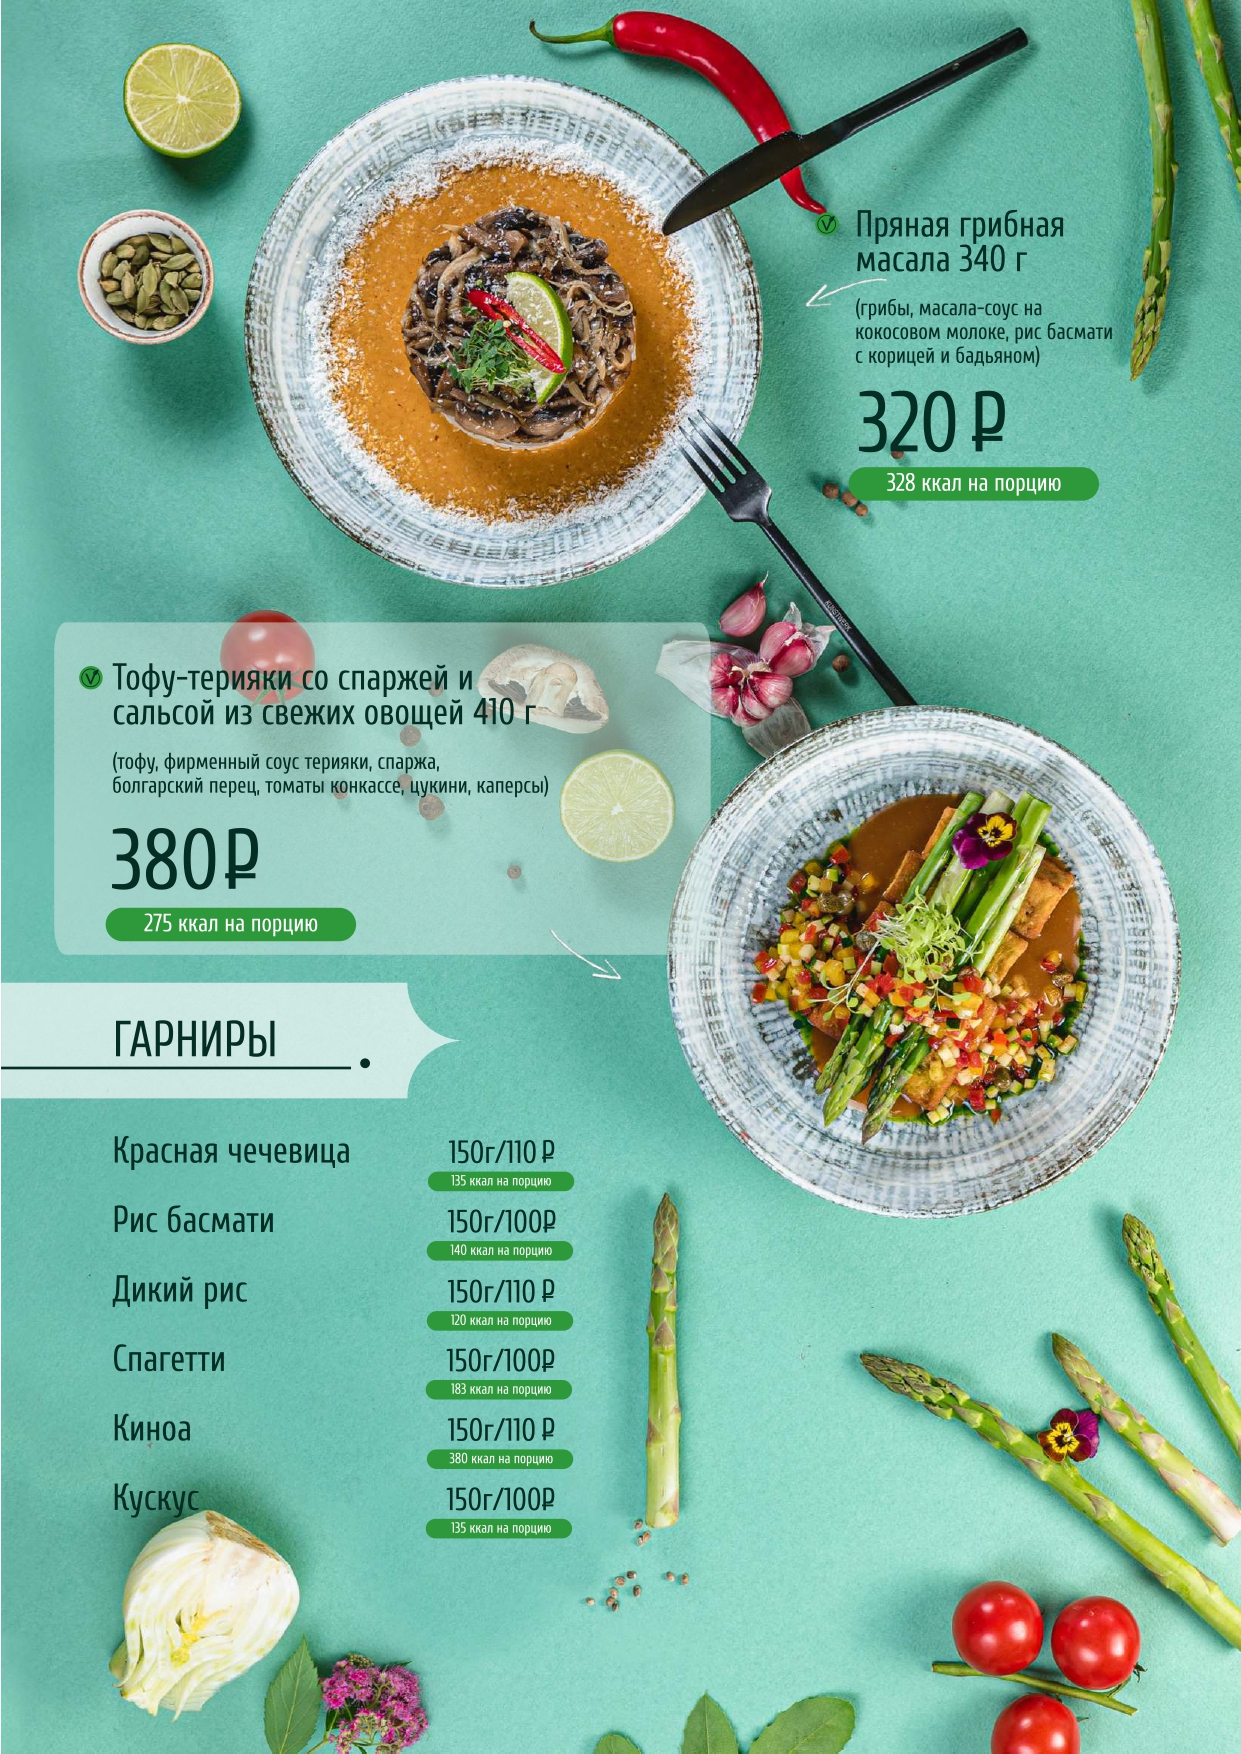 Пряная грибная
масала 340 г
(грибы, масала-соус на
кокосовом молоке, рис басмати
с корицей и бадьяном)
320 ₽
328 ккал на порцию
KUNSTWERK
Тофу-терияки со спаржей и
сальсой из свежих овощей 410 г
(тофу, фирменный соус терияки, спаржа,
болгарский перец, томаты конкассе, цукини, каперсы)
380₽
275 ккал на порцию
ГАРНИРЫ
Красная чечевица 150г/110 ₽
135 ккал на порцию
Рис басмати 150г/100₽
140 ккал на порцию
Дикий рис 150г/110 ₽
120 ккал на порцию
Спагетти 150г/100₽
183 ккал на порцию
Киноа 150г/110 ₽
380 ккал на порцию
Кускус 150г/100₽
135 ккал на порцию